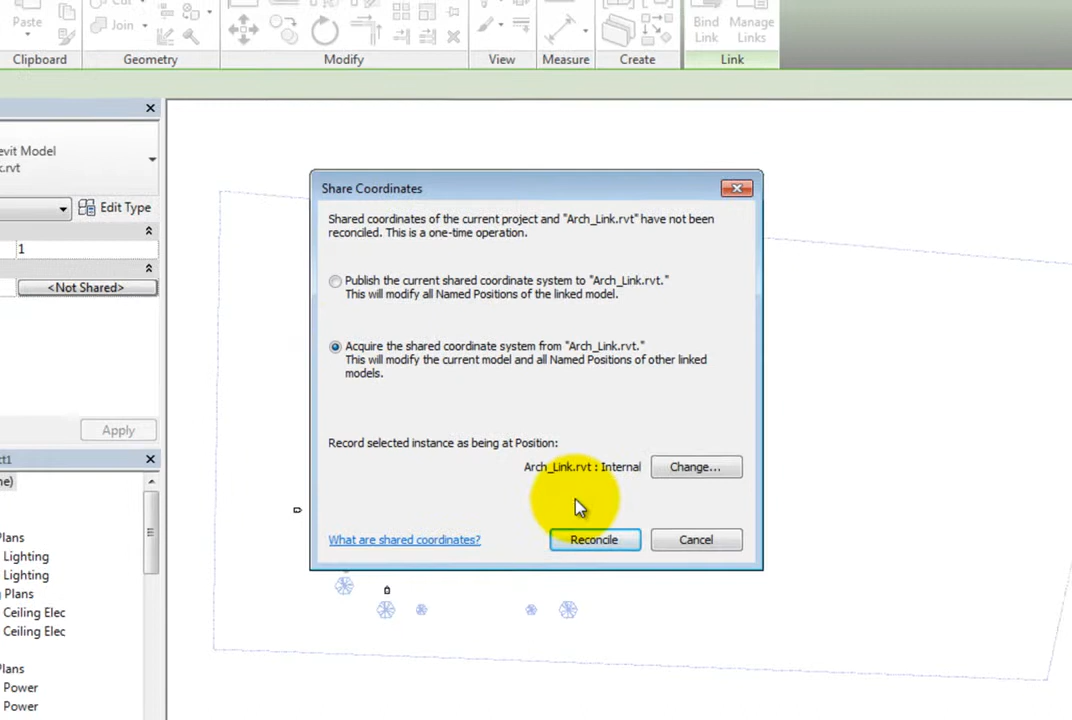 Paste
Cut
Join
Bind
Link
Manage
Links
Clipboard
Geometry
Modify
View
Measure
Create
Link
evit Model
k.rvt
Edit Type
1
<Not Shared>
Apply
ct1
ne)
Plans
Lighting
Lighting
g Plans
Ceiling Elec
Ceiling Elec
Plans
Power
Power
Share Coordinates
Shared coordinates of the current project and "Arch_Link.rvt" have not been
reconciled. This is a one-time operation.
Publish the current shared coordinate system to "Arch_Link.rvt."
This will modify all Named Positions of the linked model.
Acquire the shared coordinate system from "Arch_Link.rvt."
This will modify the current model and all Named Positions of other linked
models.
Record selected instance as being at Position:
Arch_Link.rvt : Internal
Change...
What are shared coordinates?
Reconcile
Cancel